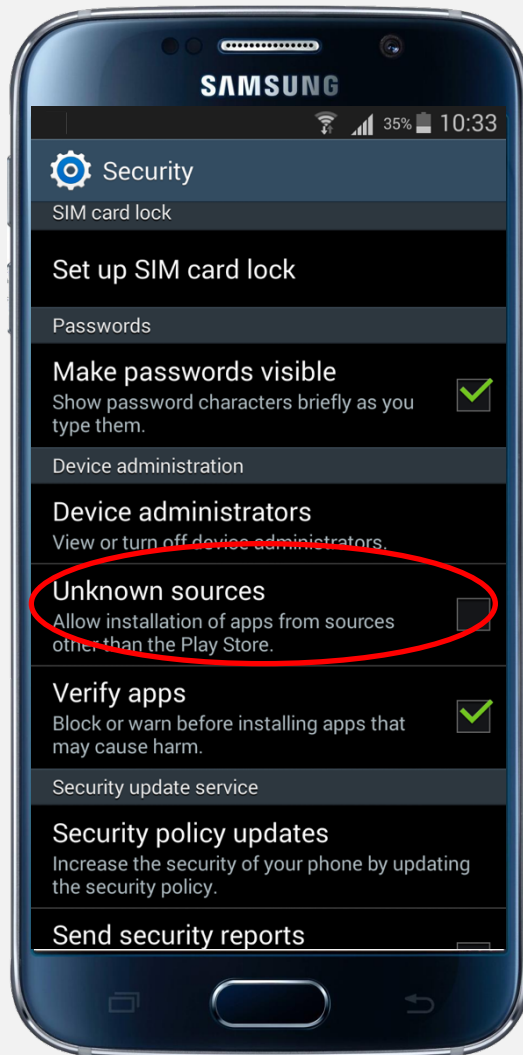 SAMSUNG
35% 10:33
Security
SIM card lock
Set up SIM card lock
Passwords
Make passwords visible
Show password characters briefly as you
type them.
Device administration
Device administrators
View or turn off device administrators.
Unknown sources
Allow installation of apps from sources
other than the Play Store.
Verify apps
Block or warn before installing apps that
may cause harm.
Security update service
Security policy updates
Increase the security of your phone by updating
the security policy.
Send security reports